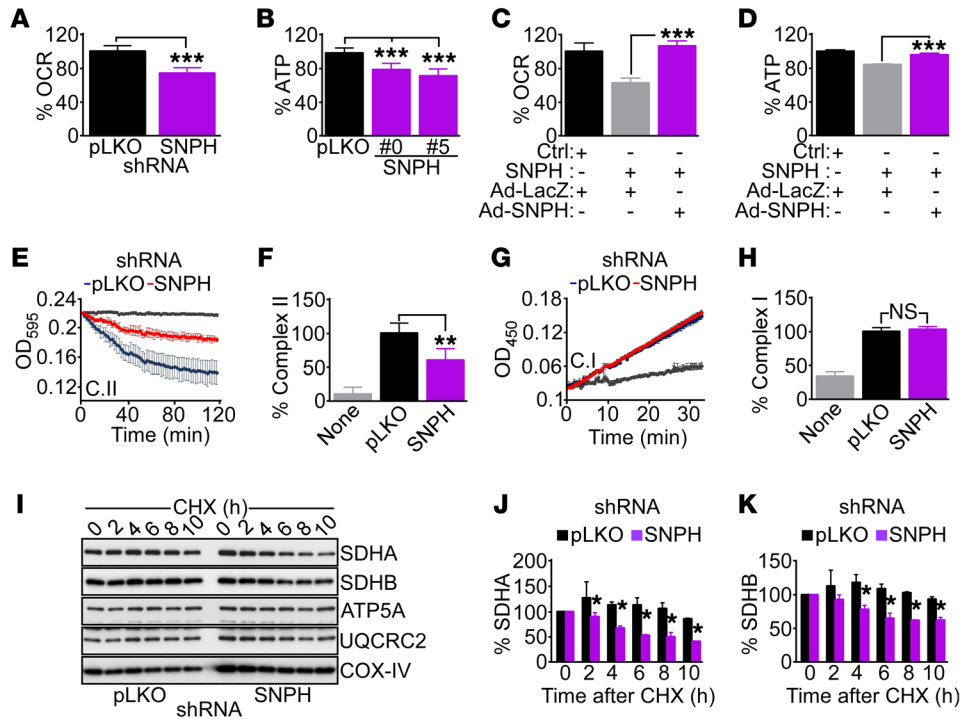 A
% OCR
120
80
40
0
***
pLKO SNPH
shRNA
B
% ATP
120
80
40
0
*** ***
pLKO #0 #5
SNPH
C
% OCR
120
80
40
0
***
Ctrl: + - -
SNPH: - + +
Ad-LacZ: + + -
Ad-SNPH: - - +
D
% ATP
120
80
40
0
***
Ctrl: + - -
SNPH: - + +
Ad-LacZ: + + -
Ad-SNPH: - - +
E
shRNA
pLKO SNPH
OD595
0.24
0.2
0.16
0.12
C.II
0 40 80 120
Time (min)
F
% Complex II
150
100
50
0
**
None pLKO SNPH
G
shRNA
pLKO SNPH
OD450
0.18
0.15
0.1
0.06
0.1
C.I
0 10 20 30
Time (min)
H
% Complex I
150
100
50
0
NS
None pLKO SNPH
I
CHX (h)
0 2 4 6 8 10 0 2 4 6 8 10
SDHA
SDHB
ATP5A
UQCRC2
COX-IV
pLKO SNPH
shRNA
J
shRNA
pLKO SNPH
% SDHA
200
150
100
50
0
* * * * *
0 2 4 6 8 10
Time after CHX (h)
K
shRNA
pLKO SNPH
% SDHB
150
100
50
0
* * * *
0 2 4 6 8 10
Time after CHX (h)